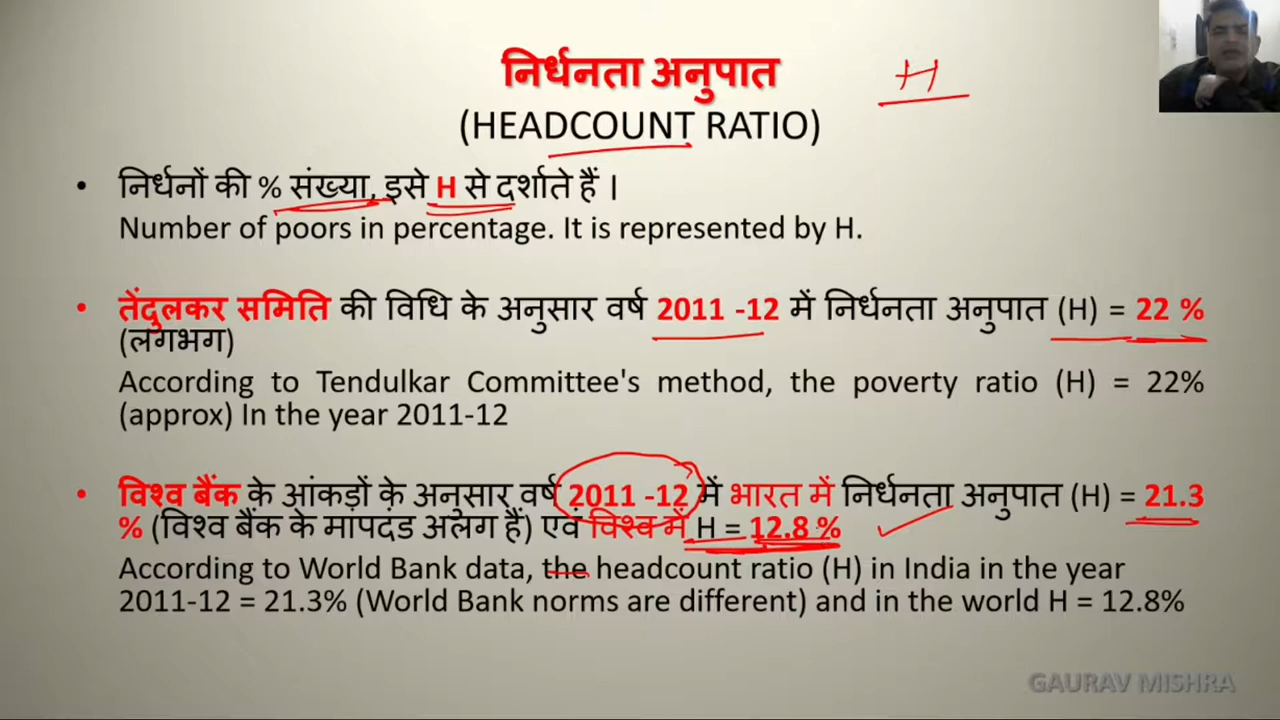 निर्धनता अनुपात
H
(HEADCOUNT RATIO)
• निर्धनों की % संख्या, इसे H से दर्शाते हैं ।
Number of poors in percentage. It is represented by H.
• तेंदुलकर समिति की विधि के अनुसार वर्ष 2011 -12 में निर्धनता अनुपात (H) = 22 %
(लगभग)
According to Tendulkar Committee's method, the poverty ratio (H) = 22%
(approx) In the year 2011-12
• विश्व बैंक के आंकड़ों के अनुसार वर्ष 2011 -12 में भारत में निर्धनता अनुपात (H) = 21.3
% (विश्व बैंक के मापदंड अलग हैं) एवं विश्व में H = 12.8 %
According to World Bank data, the headcount ratio (H) in India in the year
2011-12 = 21.3% (World Bank norms are different) and in the world H = 12.8%
GAURAV MISHRA